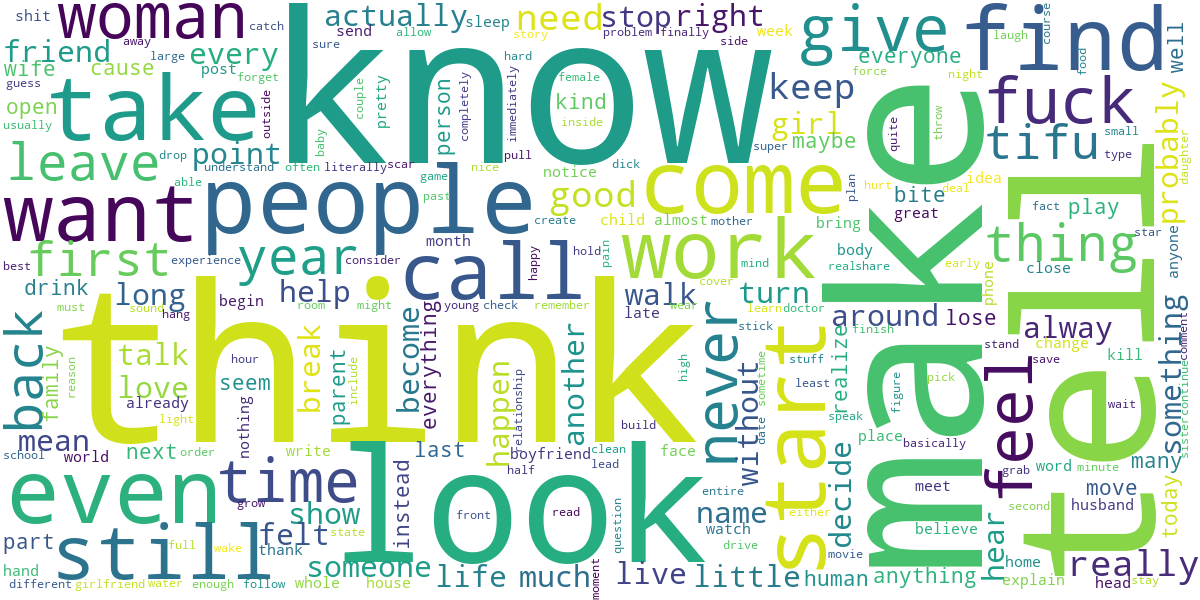 shit
woman
catch
actually
sleep
need
stop
right
give
find
course
well
friend
away
large
every
send
allow
story
problem
finally
side
week
everyone
laugh
food
wife
cause
post
sure
know
hard
force
night
guess
forget
take
outside
couple
pretty
person
completely
immediately
female
kind
inside
keep
fuck
open
usually
drop
point
baby
girl
super
maybe
make
quite
throw
tifu
small
type
probably
daughter
leave
understand
often
literally
scar
pull
dick
able
game
nice
notice
come
plan
hurt
deal
idea
bite
great
want
people
past
create
good
child
almost
mother
bring
fact
play
star
tell
first
year
month
call
hold
pain
work
mind
body
realshare
early
thing
anyone
best
experience
consider
happy
cover
phone
close
drink
long
begin
help
young
check
remember
walk
late
wear
turn
learn
doctor
around
lose
alway
must
sound
hang
room
might
think
become
everything
another
high
never
stick
start
finish
stand
save
change
something
comment
back
family
reason
talk
love
hour
seem
break
parent
include
happen
relationship
without
date
sometime
stuff
least
realize
figure
pick
feel
kill
continue
sister
already
light
nothing
build
speak
wait
mean
world
next
order
write
last
boyfriend
half
clean
lead
face
place
basically
school
instead
look
decide
word
minute
many
even
time
grow
show
front
read
question
entire
name
watch
either
meet
grab
move
second
husband
today
still
felt
state
drive
movie
believe
hear
home
part
full
wake
thank
someone
hand
different
girlfriend
water
enough
follow
whole
house
life
much
moment
live
little
human
anything
explain
really
head
stay